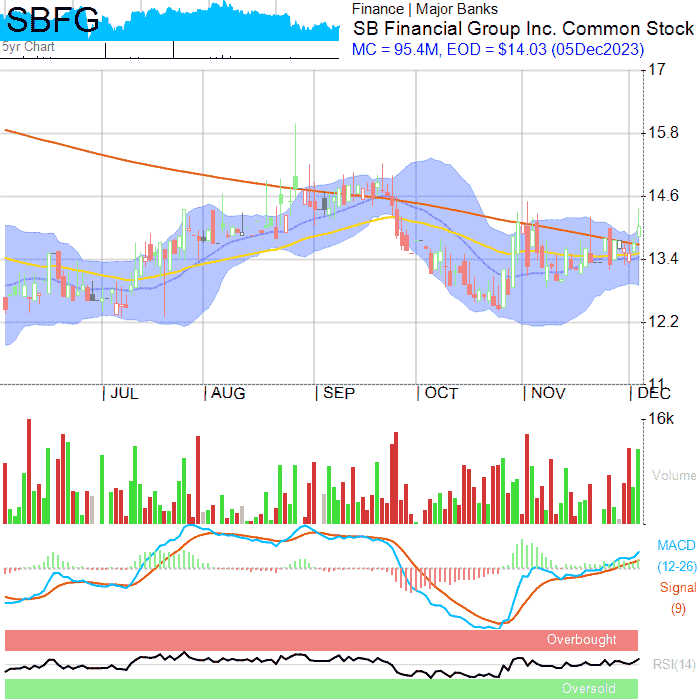 SBFG
5yr Chart
Finance | Major Banks
SB Financial Group Inc. Common Stock
MC = 95.4M, EOD = $14.03 (05Dec2023)
17
15.8
14.6
13.4
12.2
11
| JUL | AUG | SEP | OCT | NOV | DEC
16k
Volume
MACD
(12-26)
Signal
(9)
Overbought
RSI(14)
Oversold